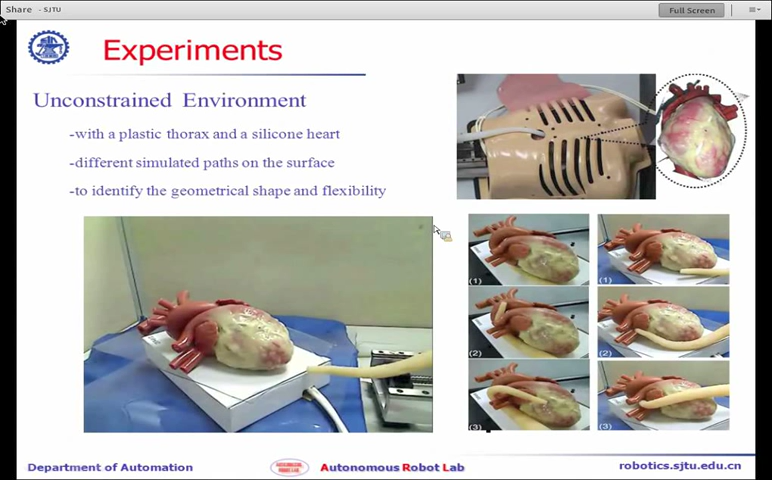 Share - SJTU
Full Screen
Experiments
Unconstrained Environment
-with a plastic thorax and a silicone heart
-different simulated paths on the surface
-to identify the geometrical shape and flexibility
(1)
(1)
(2)
(2)
(3)
(3)
Department of Automation
Autonomous Robot Lab
robotics.sjtu.edu.cn